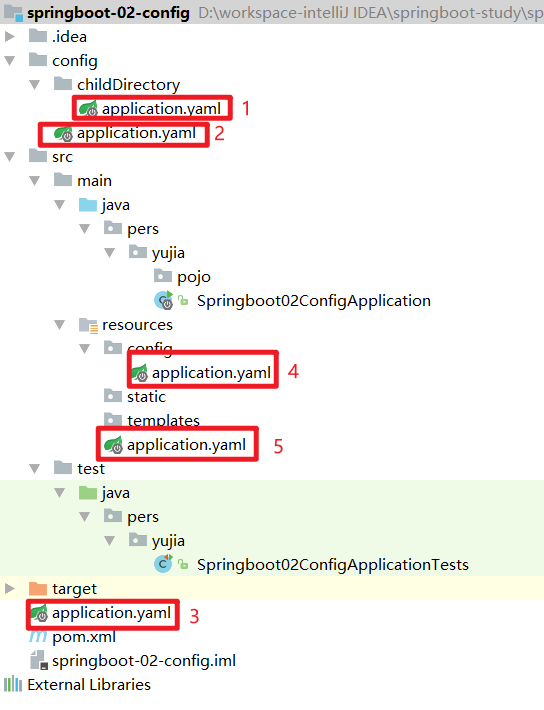 springboot-02-config D:\workspace-intelliJ IDEA\springboot-study\sp
.idea
config
childDirectory
application.yaml 1
application.yaml 2
src
main
java
pers
yujia
pojo
Springboot02ConfigApplication
resources
config
application.yaml 4
static
templates
application.yaml 5
test
java
pers
yujia
Springboot02ConfigApplicationTests
target
application.yaml 3
pom.xml
springboot-02-config.iml
External Libraries